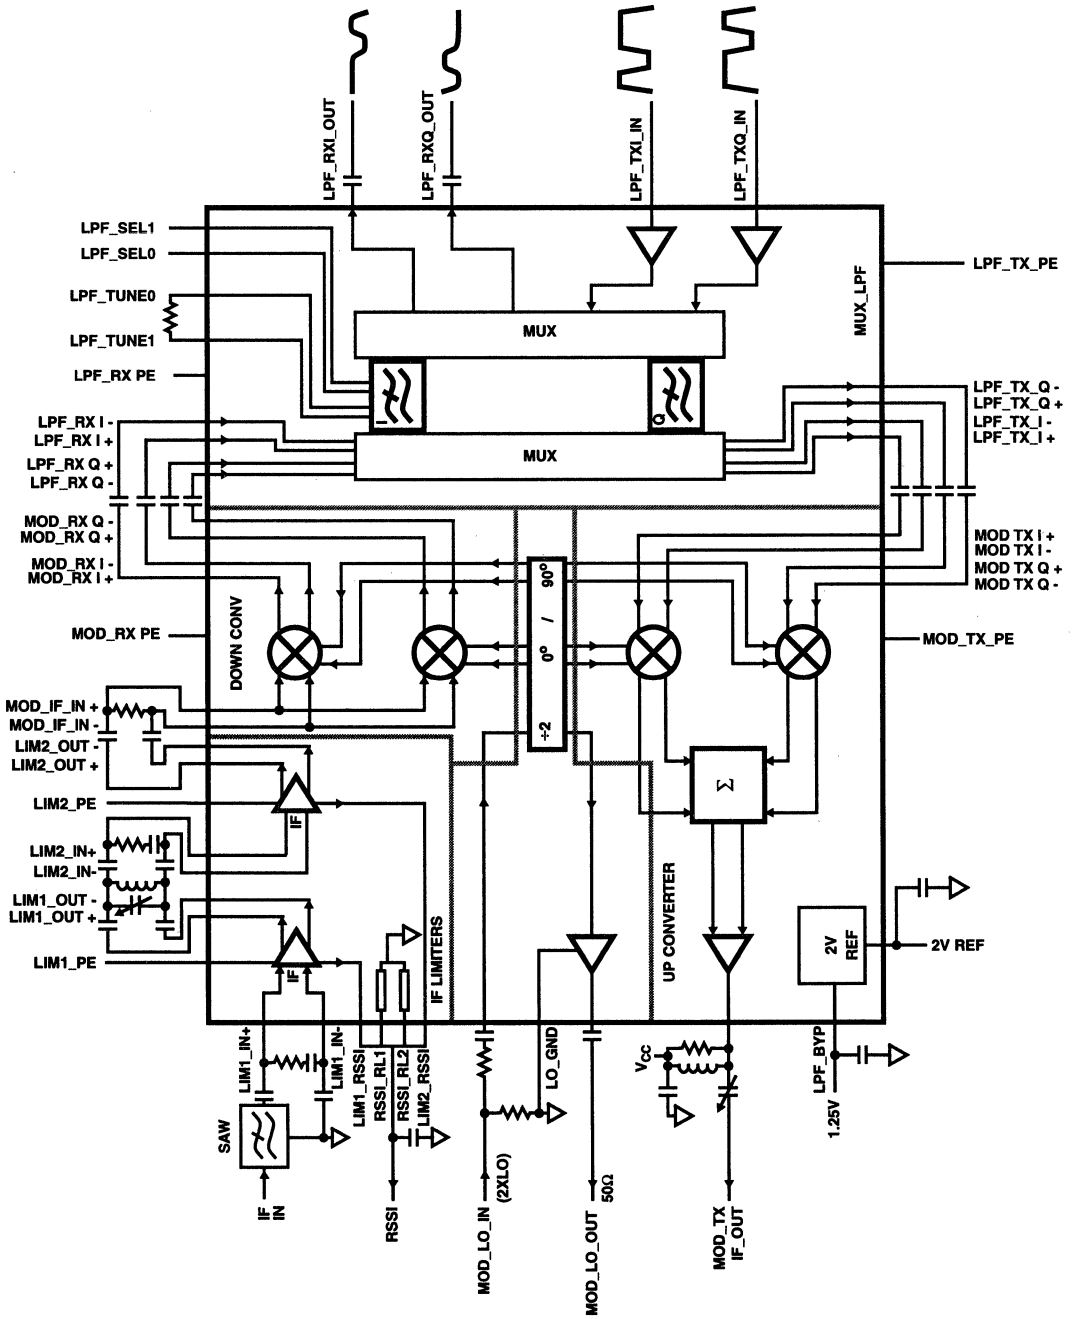 LPF_RXI_OUT
LPF_RXQ_OUT
LPF_TXI_IN
LPF_TXQ_IN
LPF_SEL1
LPF_SEL0
LPF_TUNE0
LPF_TUNE1
LPF_RX PE
LPF_RX I -
LPF_RX I +
LPF_RX Q +
LPF_RX Q -
MOD_RX Q -
MOD_RX Q +
MOD_RX I -
MOD_RX I +
MOD_RX PE
MOD_IF_IN +
MOD_IF_IN -
LIM2_OUT -
LIM2_OUT +
LIM2_PE
LIM2_IN+
LIM2_IN-
LIM1_OUT -
LIM1_OUT +
LIM1_PE
MUX
I
Q
MUX
MUX_LPF
DOWN CONV
90° / 0°
÷2
Σ
IF
IF
IF LIMITERS
UP CONVERTER
2V
REF
LPF_TX_PE
LPF_TX_Q -
LPF_TX_Q +
LPF_TX_I -
LPF_TX_I +
MOD TX I +
MOD TX I -
MOD TX Q +
MOD TX Q -
MOD_TX_PE
2V REF
LIM1_IN+
LIM1_IN-
LIM1_RSSI
RSSI_RL1
RSSI_RL2
LIM2_RSSI
LO_GND
VCC
LPF_BYP
1.25V
SAW
IF
IN
RSSI
MOD_LO_IN
(2XLO)
MOD_LO_OUT
50Ω
MOD_TX
IF_OUT